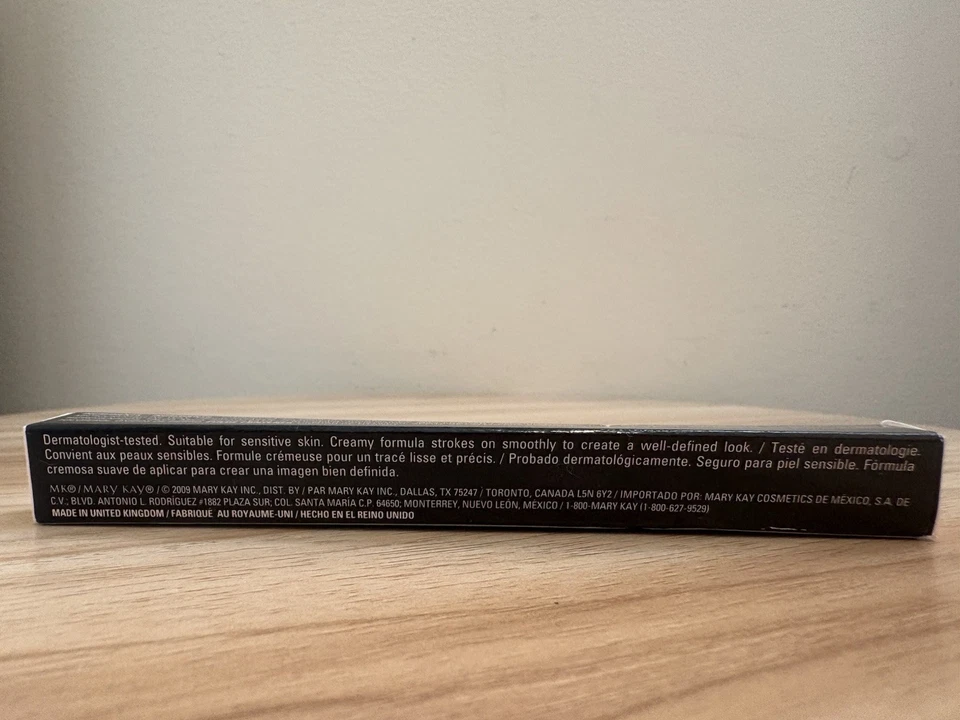 Dermatologist-tested. Suitable for sensitive skin. Creamy formula strokes on smoothly to create a well-defined look. / Testé en dermatologie.
Convient aux peaux sensibles. Formule crémeuse pour un tracé lisse et précis. / Probado dermatológicamente. Seguro para piel sensible. Fórmula
cremosa suave de aplicar para crear una imagen bien definida.
MK® / MARY KAY® / © 2009 MARY KAY INC., DIST. BY / PAR MARY KAY INC., DALLAS, TX 75247 / TORONTO, CANADA L5N 6Y2 / IMPORTADO POR: MARY KAY COSMETICS DE MÉXICO, S.A. DE
C.V.; BLVD. ANTONIO L. RODRÍGUEZ #1882 PLAZA SUR; COL. SANTA MARÍA C.P. 64650; MONTERREY, NUEVO LEÓN, MÉXICO / 1-800-MARY KAY (1-800-627-9529)
MADE IN UNITED KINGDOM / FABRIQUÉ AU ROYAUME-UNI / HECHO EN EL REINO UNIDO